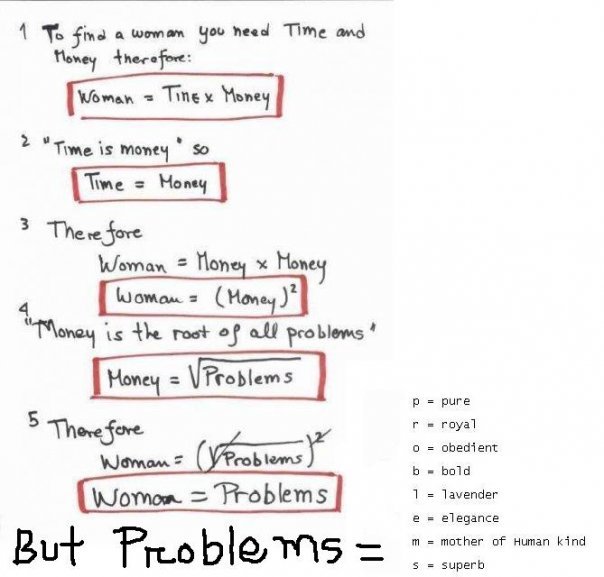 1 To find a woman you need Time and
Money therefore:
Woman = Time x Money
2 "Time is money" so
Time = Money
3 Therefore
Woman = Money x Money
Woman = (Money)²
4
"Money is the root of all problems"
Money = √Problems
5 Therefore
Woman = (√Problems)²
Woman = Problems
But Problems =
p = pure
r = royal
o = obedient
b = bold
l = lavender
e = elegance
m = mother of Human kind
s = superb